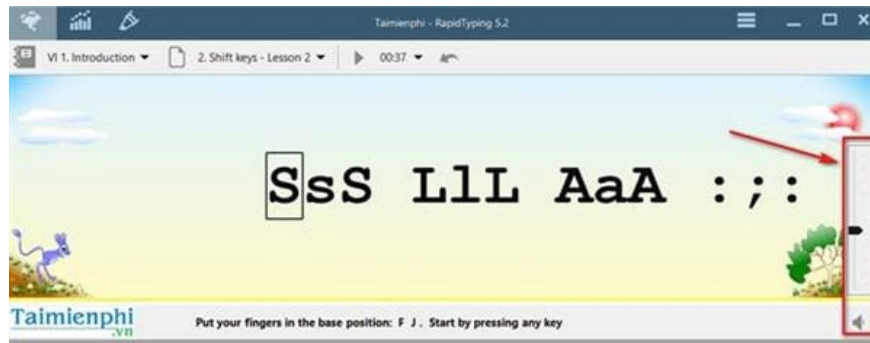 Taimienphi - RapidTyping 5.2
VI 1. Introduction 2. Shift keys - Lesson 2 00:37
SsS LlL AaA :;:
Taimienphi
.vn
Put your fingers in the base position: F J . Start by pressing any key